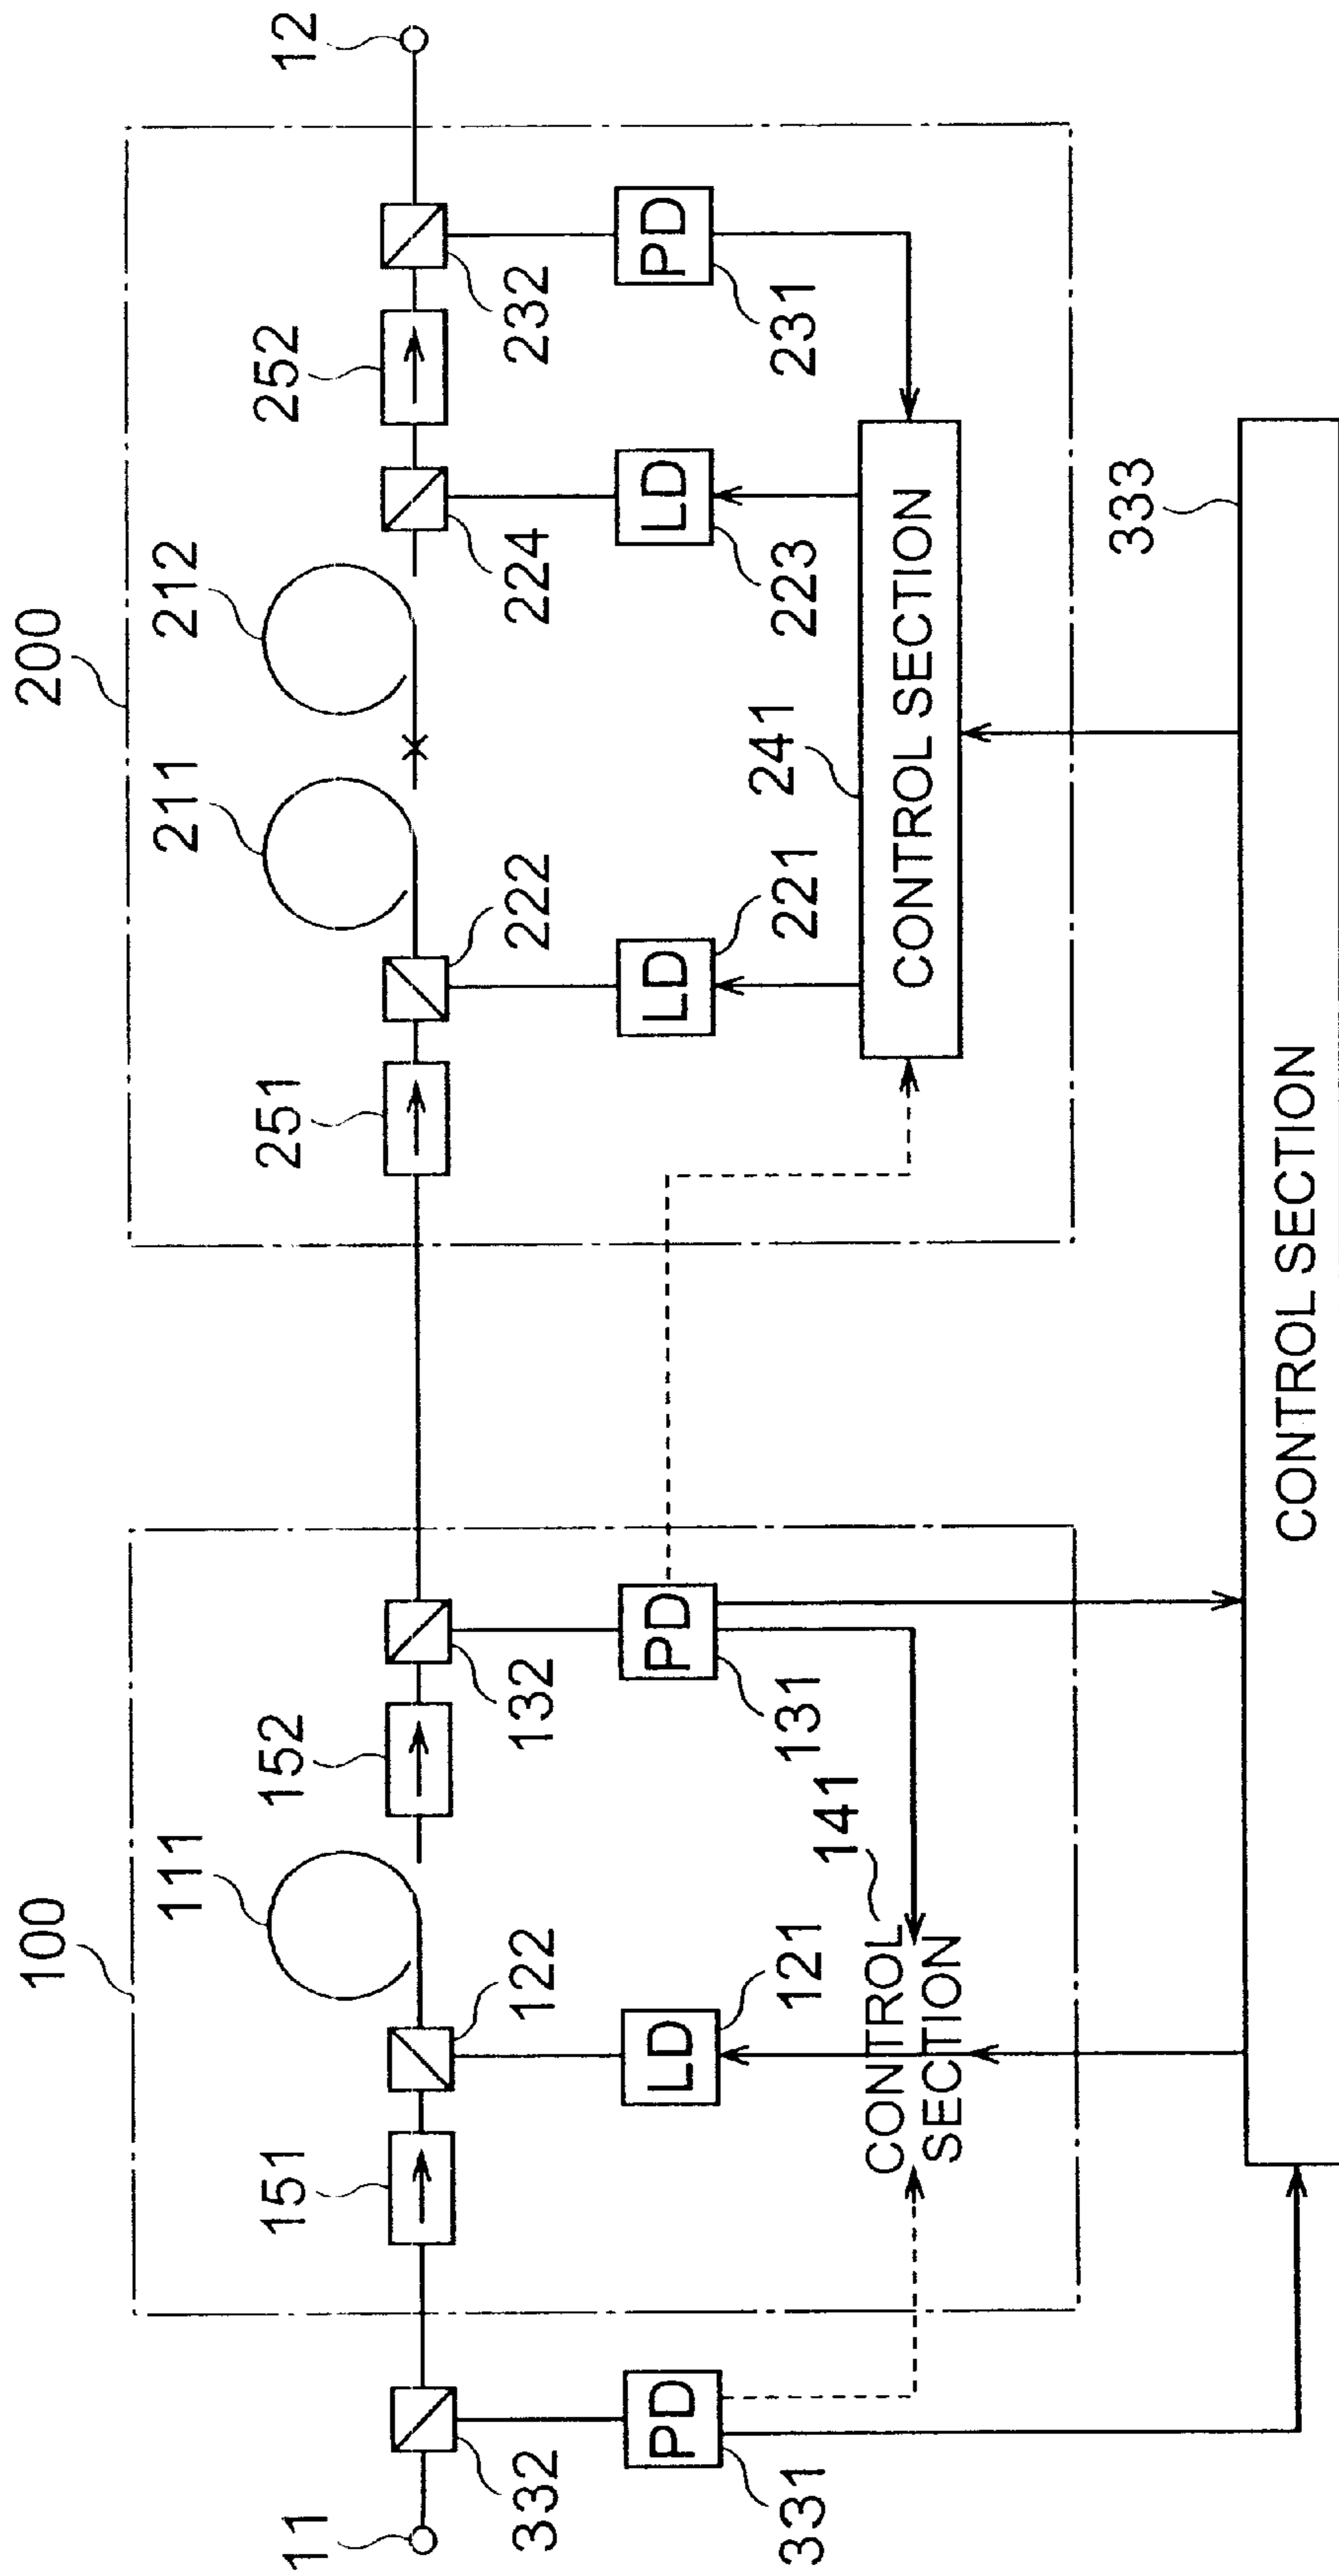 100
200
11
332
151
122
111
152
132
251
222
211
212
224
252
232
12
PD
331
LD
121
CONTROL
SECTION
141
PD
131
LD
221
LD
223
PD
231
241
CONTROL SECTION
333
CONTROL SECTION